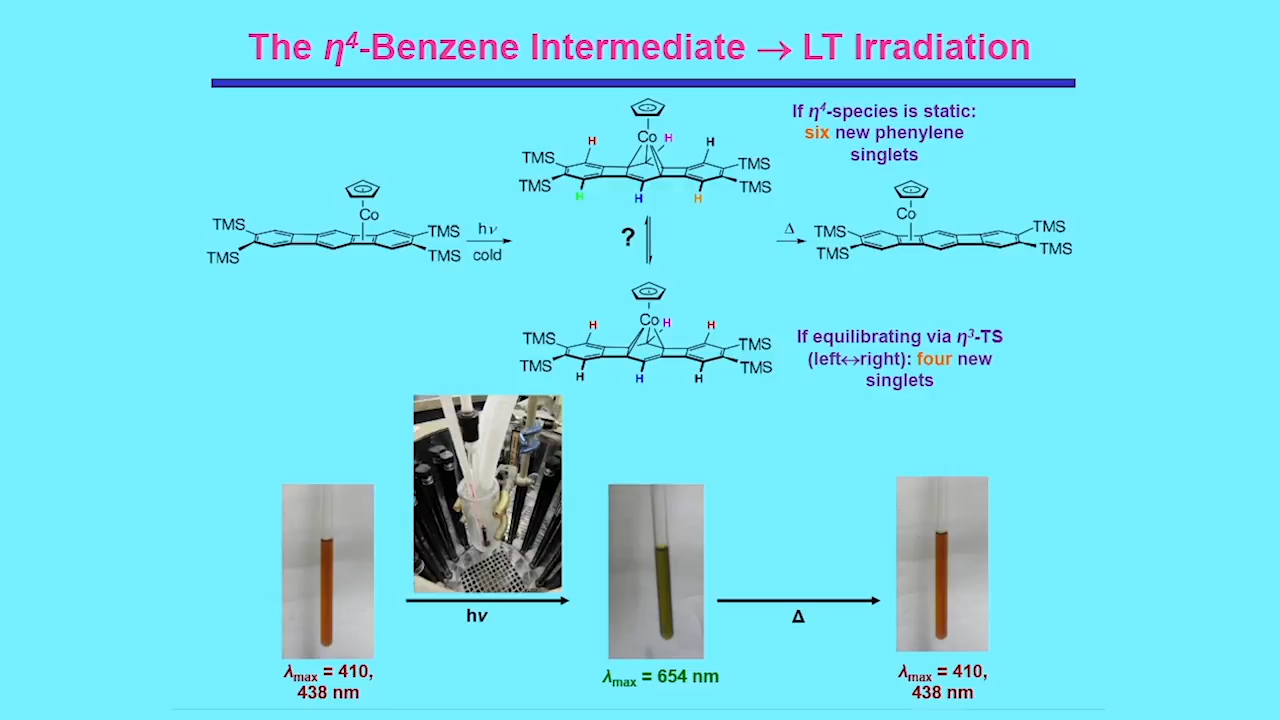 The η⁴-Benzene Intermediate → LT Irradiation
If η⁴-species is static:
six new phenylene
singlets
Co
H
H
H
TMS
TMS
TMS
TMS
H
H
H
Co
TMS
TMS
TMS
TMS
hν
cold
?
Δ
Co
TMS
TMS
TMS
TMS
Co
H
H
H
TMS
TMS
TMS
TMS
H
H
H
If equilibrating via η³-TS
(left↔right): four new
singlets
hν
Δ
λmax = 410,
438 nm
λmax = 654 nm
λmax = 410,
438 nm